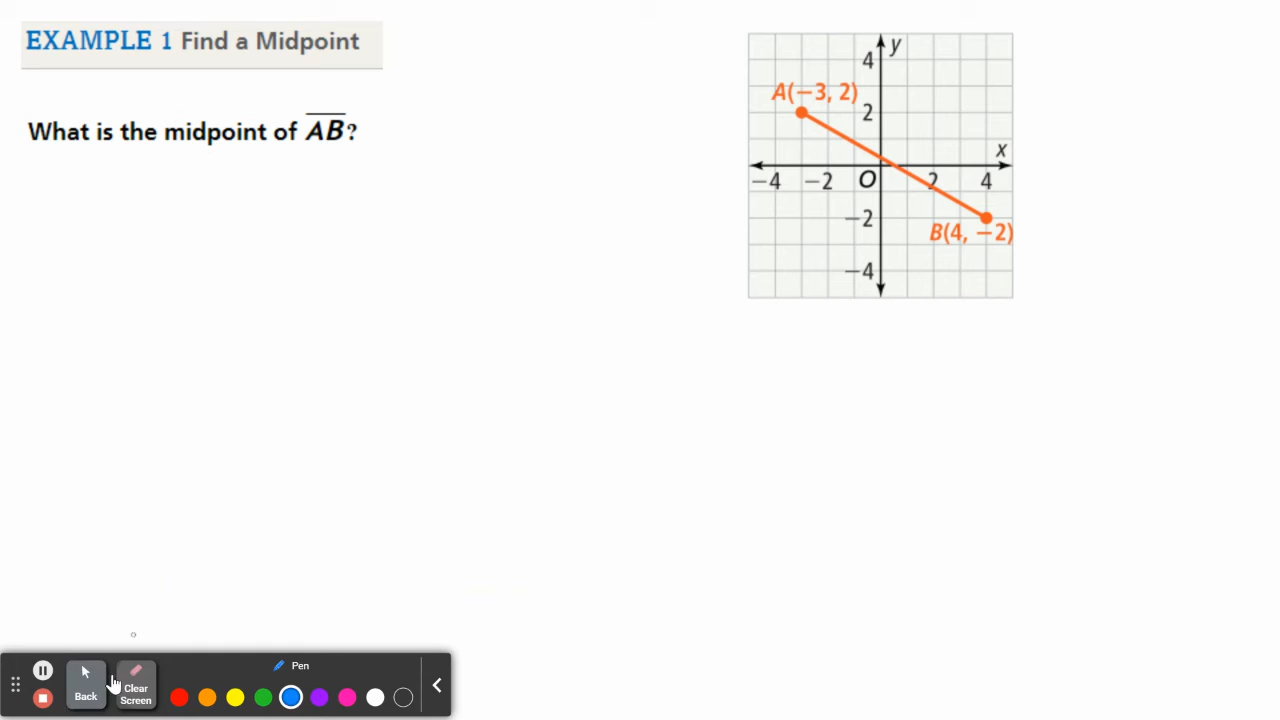 EXAMPLE 1 Find a Midpoint
What is the midpoint of AB?
y
4
A(−3, 2)
2
x
−4 −2 O 2 4
−2
B(4, −2)
−4
Pen
Back
Clear
Screen